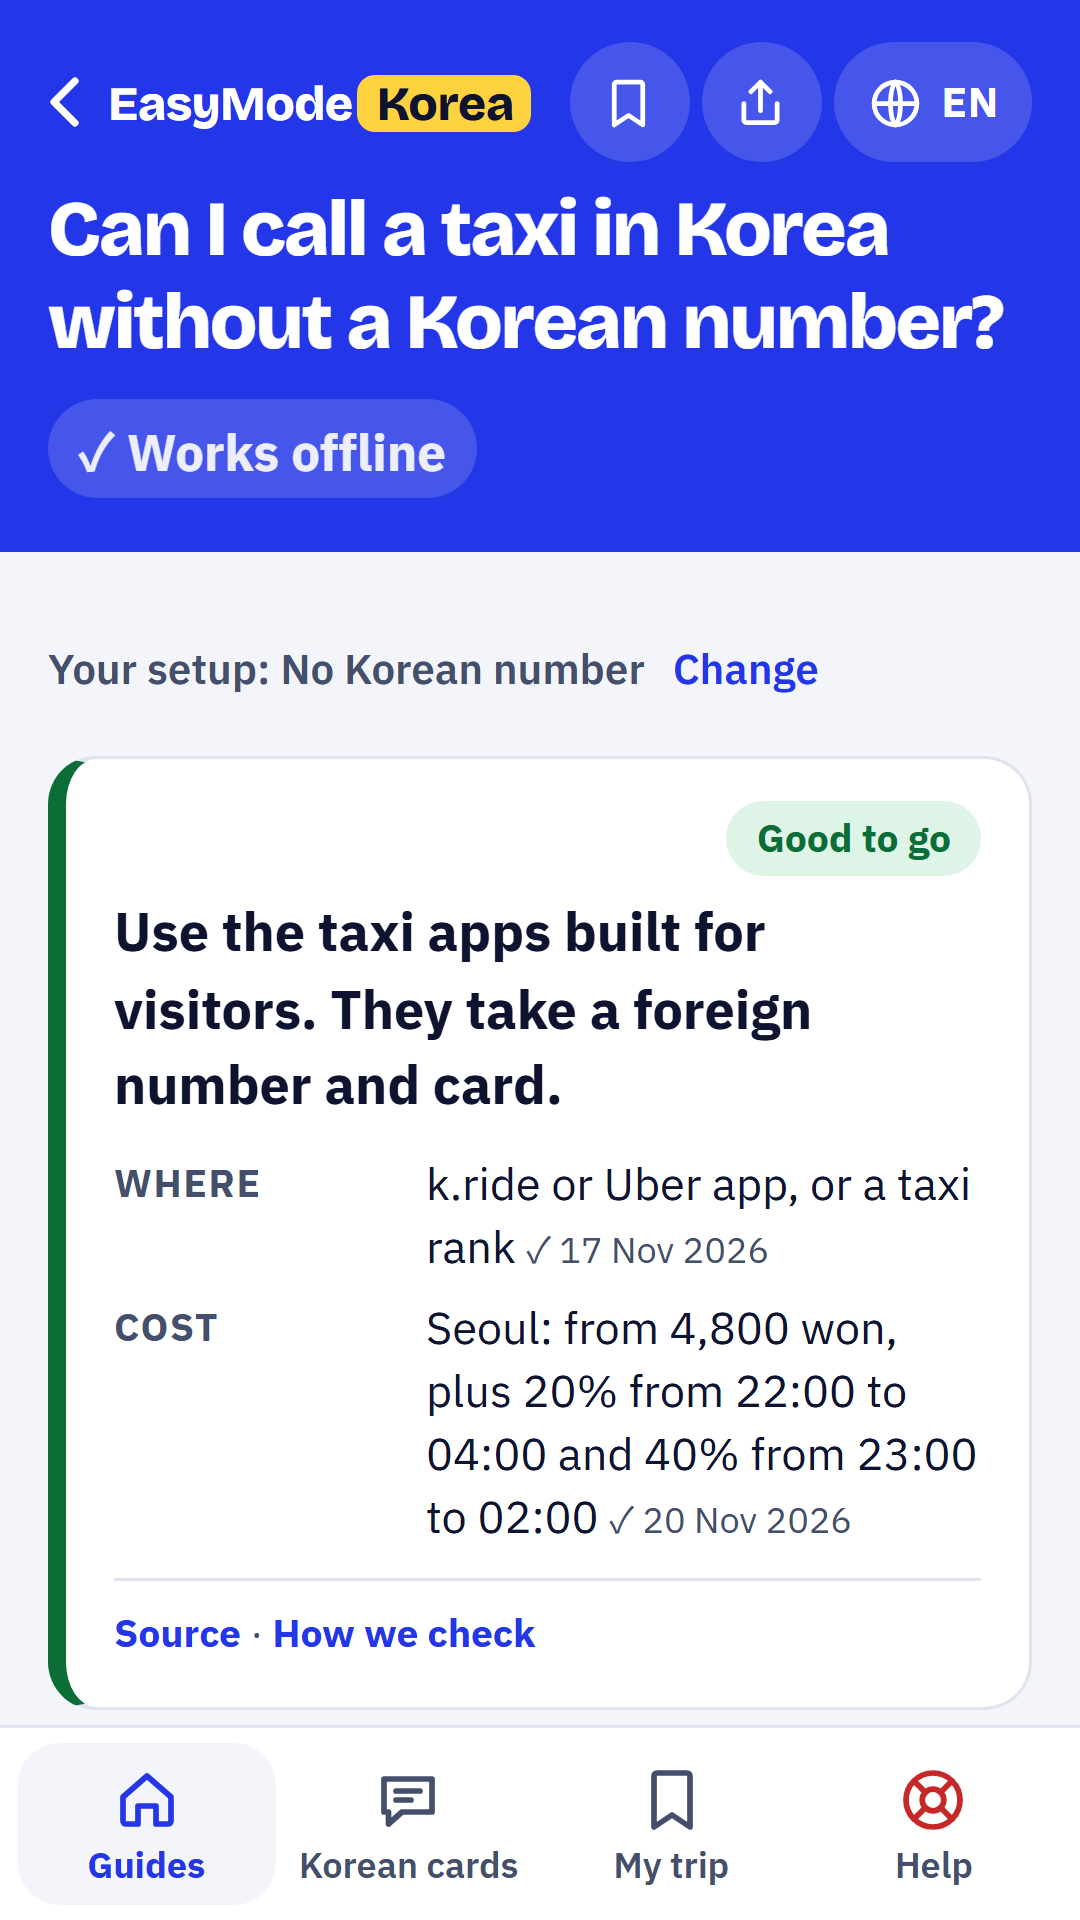 EasyMode Korea
EN
Can I call a taxi in Korea
without a Korean number?
✓ Works offline
Your setup: No Korean number Change
Good to go
Use the taxi apps built for
visitors. They take a foreign
number and card.
WHERE
k.ride or Uber app, or a taxi
rank ✓ 17 Nov 2026
COST
Seoul: from 4,800 won,
plus 20% from 22:00 to
04:00 and 40% from 23:00
to 02:00 ✓ 20 Nov 2026
Source · How we check
Guides
Korean cards
My trip
Help